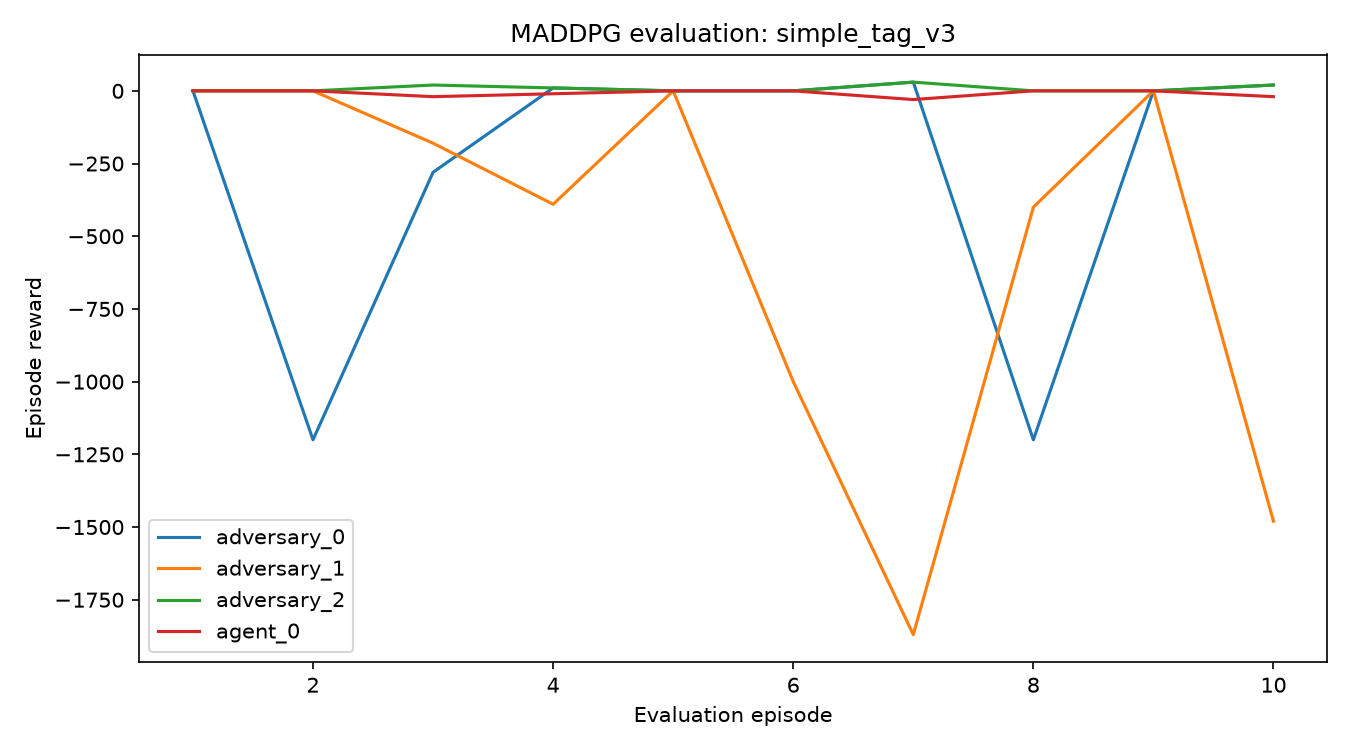 MADDPG evaluation: simple_tag_v3
Episode reward
0
−250
−500
−750
−1000
−1250
−1500
−1750
adversary_0
adversary_1
adversary_2
agent_0
2 4 6 8 10
Evaluation episode